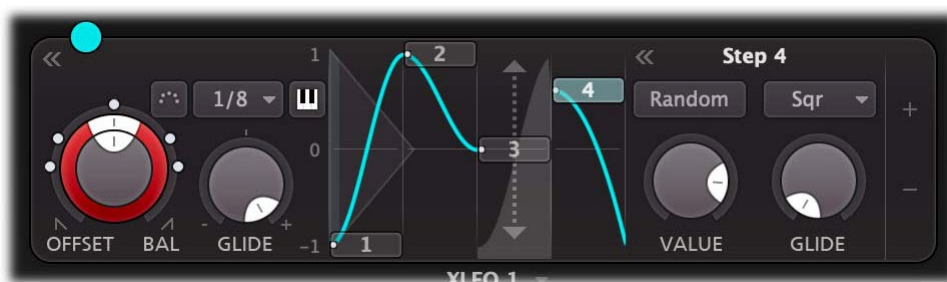 Step 4
1/8
1
2
4
Random
Sqr
+
0
3
-
+
−
OFFSET
BAL
GLIDE
-1
1
VALUE
GLIDE
XLFO 1